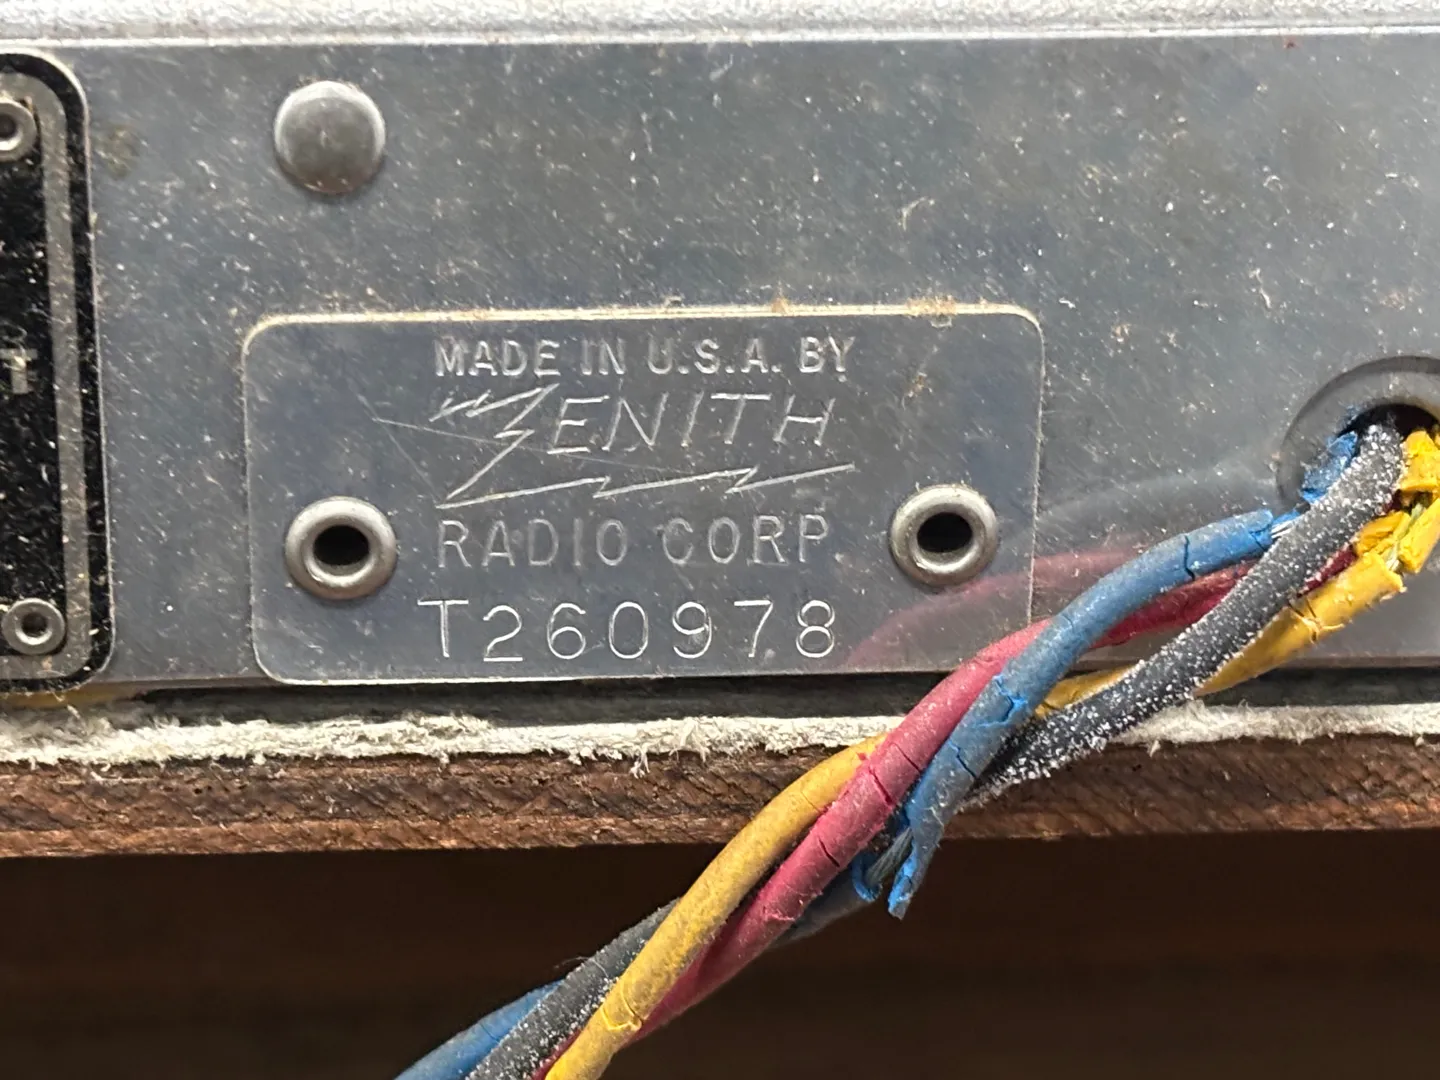 MADE IN U.S.A. BY
ZENITH
RADIO CORP.
T260978
T